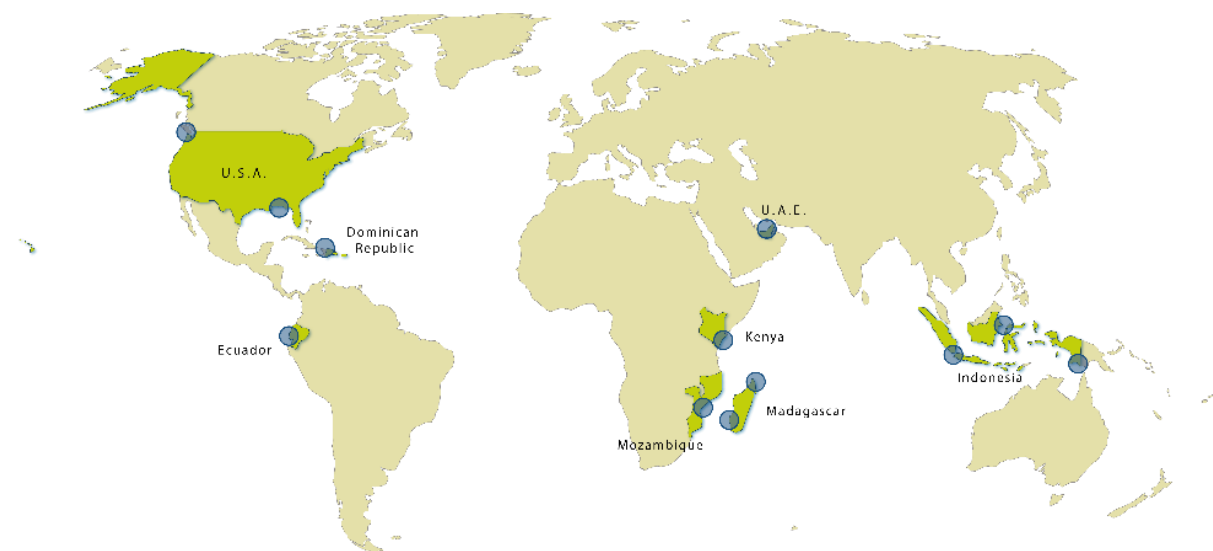 U.S.A.
U.A.E.
Dominican
Republic
Kenya
Ecuador
Indonesia
Madagascar
Mozambique